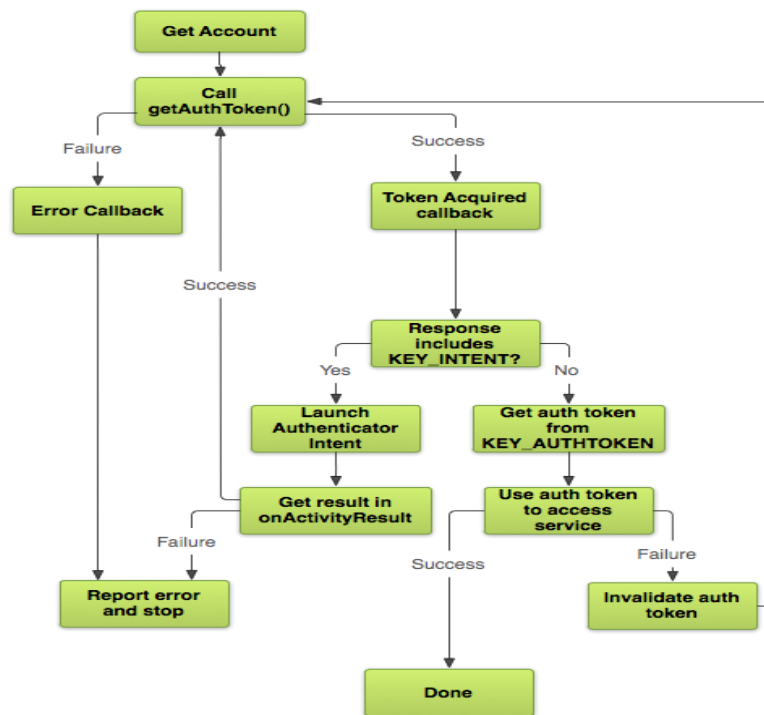 Get Account
Call
getAuthToken()
Failure
Success
Error Callback
Token Acquired
callback
Success
Response
includes
KEY_INTENT?
Yes
No
Launch
Authenticator
Intent
Get auth token
from
KEY_AUTHTOKEN
Get result in
onActivityResult
Use auth token
to access
service
Failure
Success
Failure
Report error
and stop
Invalidate auth
token
Done